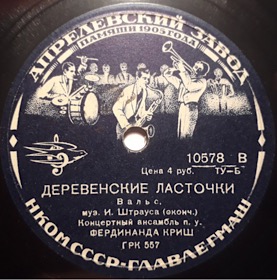 АПРЕЛЕВСКИЙ ЗАВОД
ПАМЯТИ 1905 ГОДА
10578 В
Цена 4 руб. ТУ-Б
ДЕРЕВЕНСКИЕ ЛАСТОЧКИ
Вальс.
муз. И. Штрауса (оконч.)
Концертный ансамбль п. у.
ФЕРДИНАНДА КРИШ
ГРК 557
НКОМ СССР-ГЛАВЛЕГМАШ